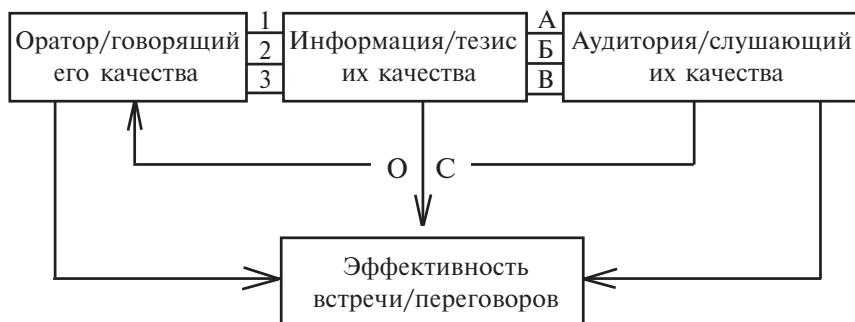 Оратор/говорящий
его качества
1
2
3
Информация/тезис
их качества
А
Б
В
Аудитория/слушающий
их качества
О С
Эффективность
встречи/переговоров